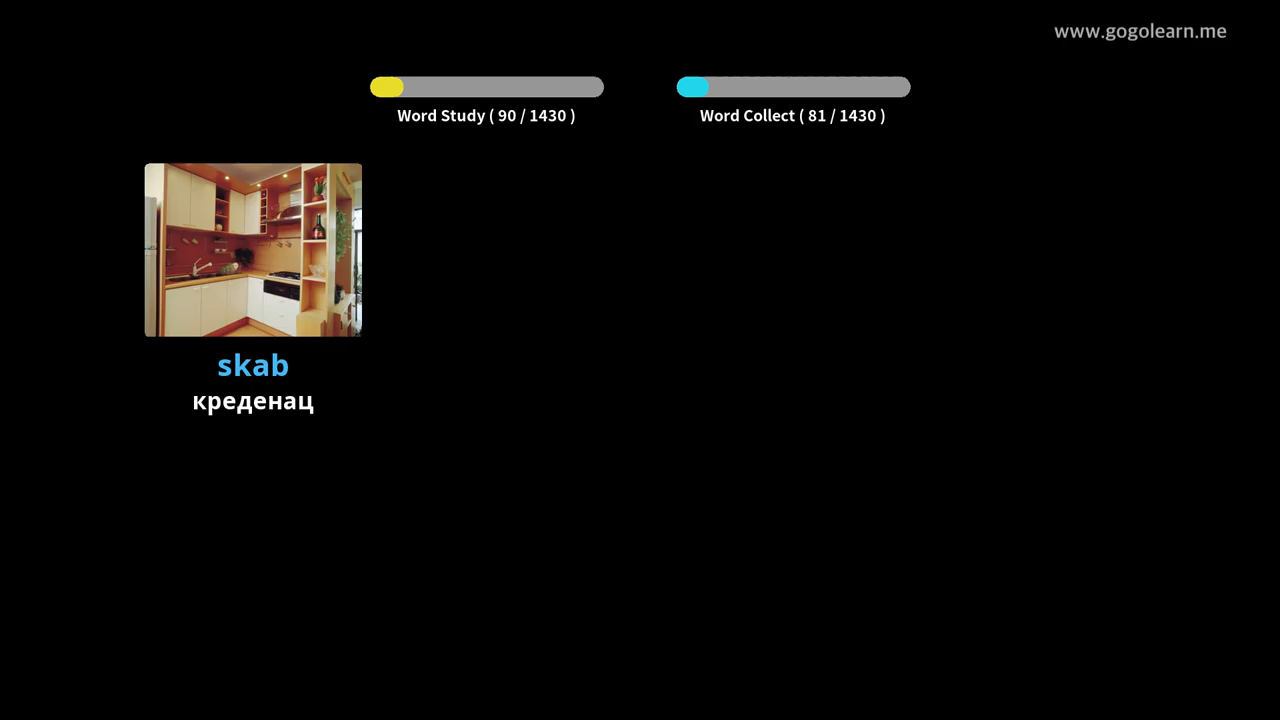 www.gogolearn.me
Word Study ( 90 / 1430 )
Word Collect ( 81 / 1430 )
skab
креденац